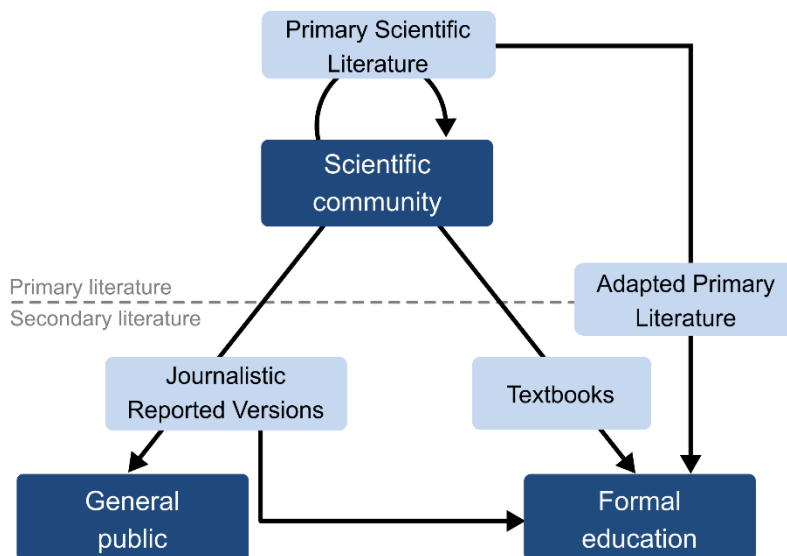 Primary Scientific
Literature
Scientific
community
Primary literature
Secondary literature
Adapted Primary
Literature
Journalistic
Reported Versions
Textbooks
General
public
Formal
education